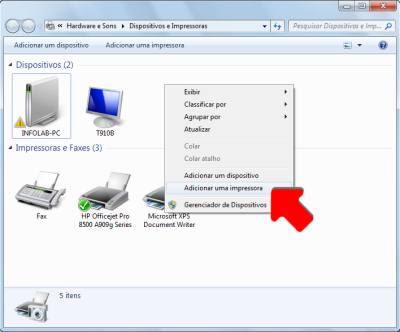 Hardware e Sons ▸ Dispositivos e Impressoras
Pesquisar Dispositivos e Imp...
Adicionar um dispositivo Adicionar uma impressora
Dispositivos (2)
INFOLAB-PC
T910B
Impressoras e Faxes (3)
Fax
HP Officejet Pro
8500 A909g Series
Microsoft XPS
Document Writer
Exibir
Classificar por
Agrupar por
Atualizar
Colar
Colar atalho
Adicionar um dispositivo
Adicionar uma impressora
Gerenciador de Dispositivos
5 itens